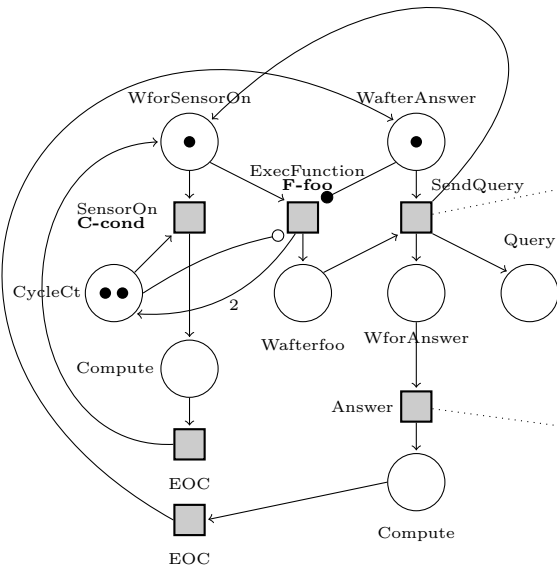 WforSensorOn
WafterAnswer
ExecFunction
F-foo
SendQuery
SensorOn
C-cond
Query
CycleCt
2
Wafterfoo
WforAnswer
Compute
Answer
EOC
Compute
EOC